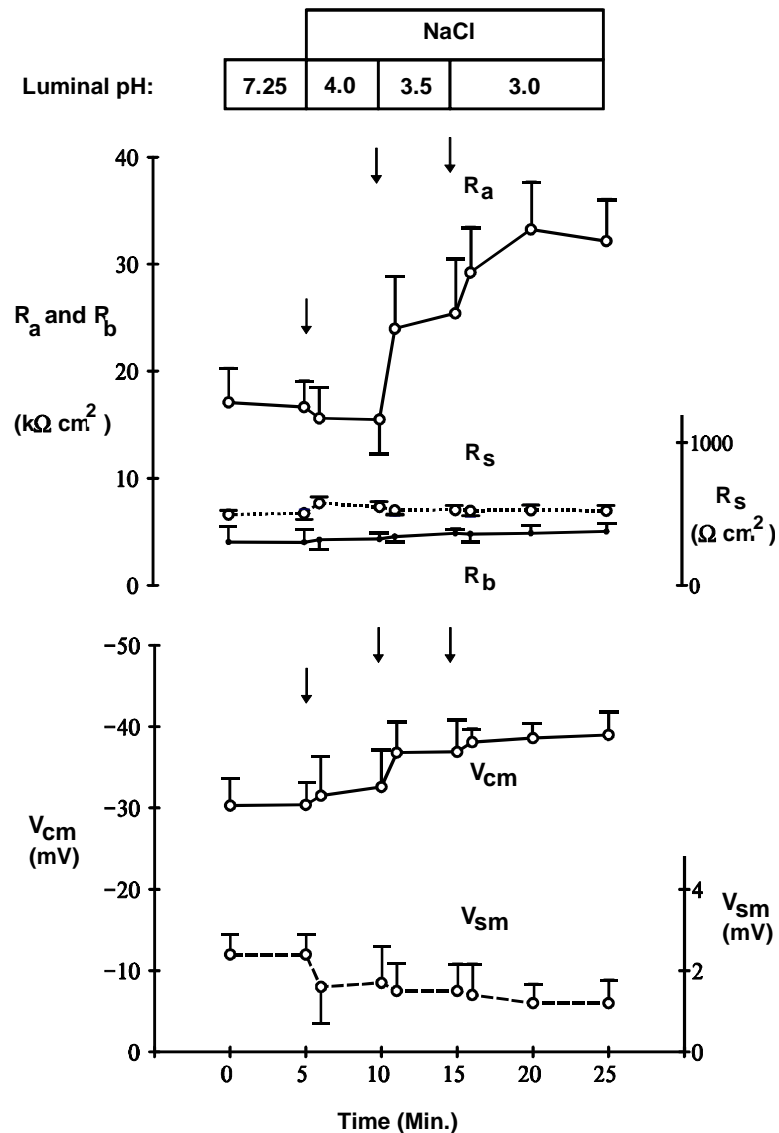 NaCl
Luminal pH: 7.25 4.0 3.5 3.0
40
Ra
30
Ra and Rb
20
(kΩ cm2)
1000
Rs
10
Rs
(Ω cm2)
Rb
0
0
−50
−40
Vcm
−30
Vcm
(mV)
−20
4
Vsm
Vsm
(mV)
−10
2
0
0
0 5 10 15 20 25
Time (Min.)